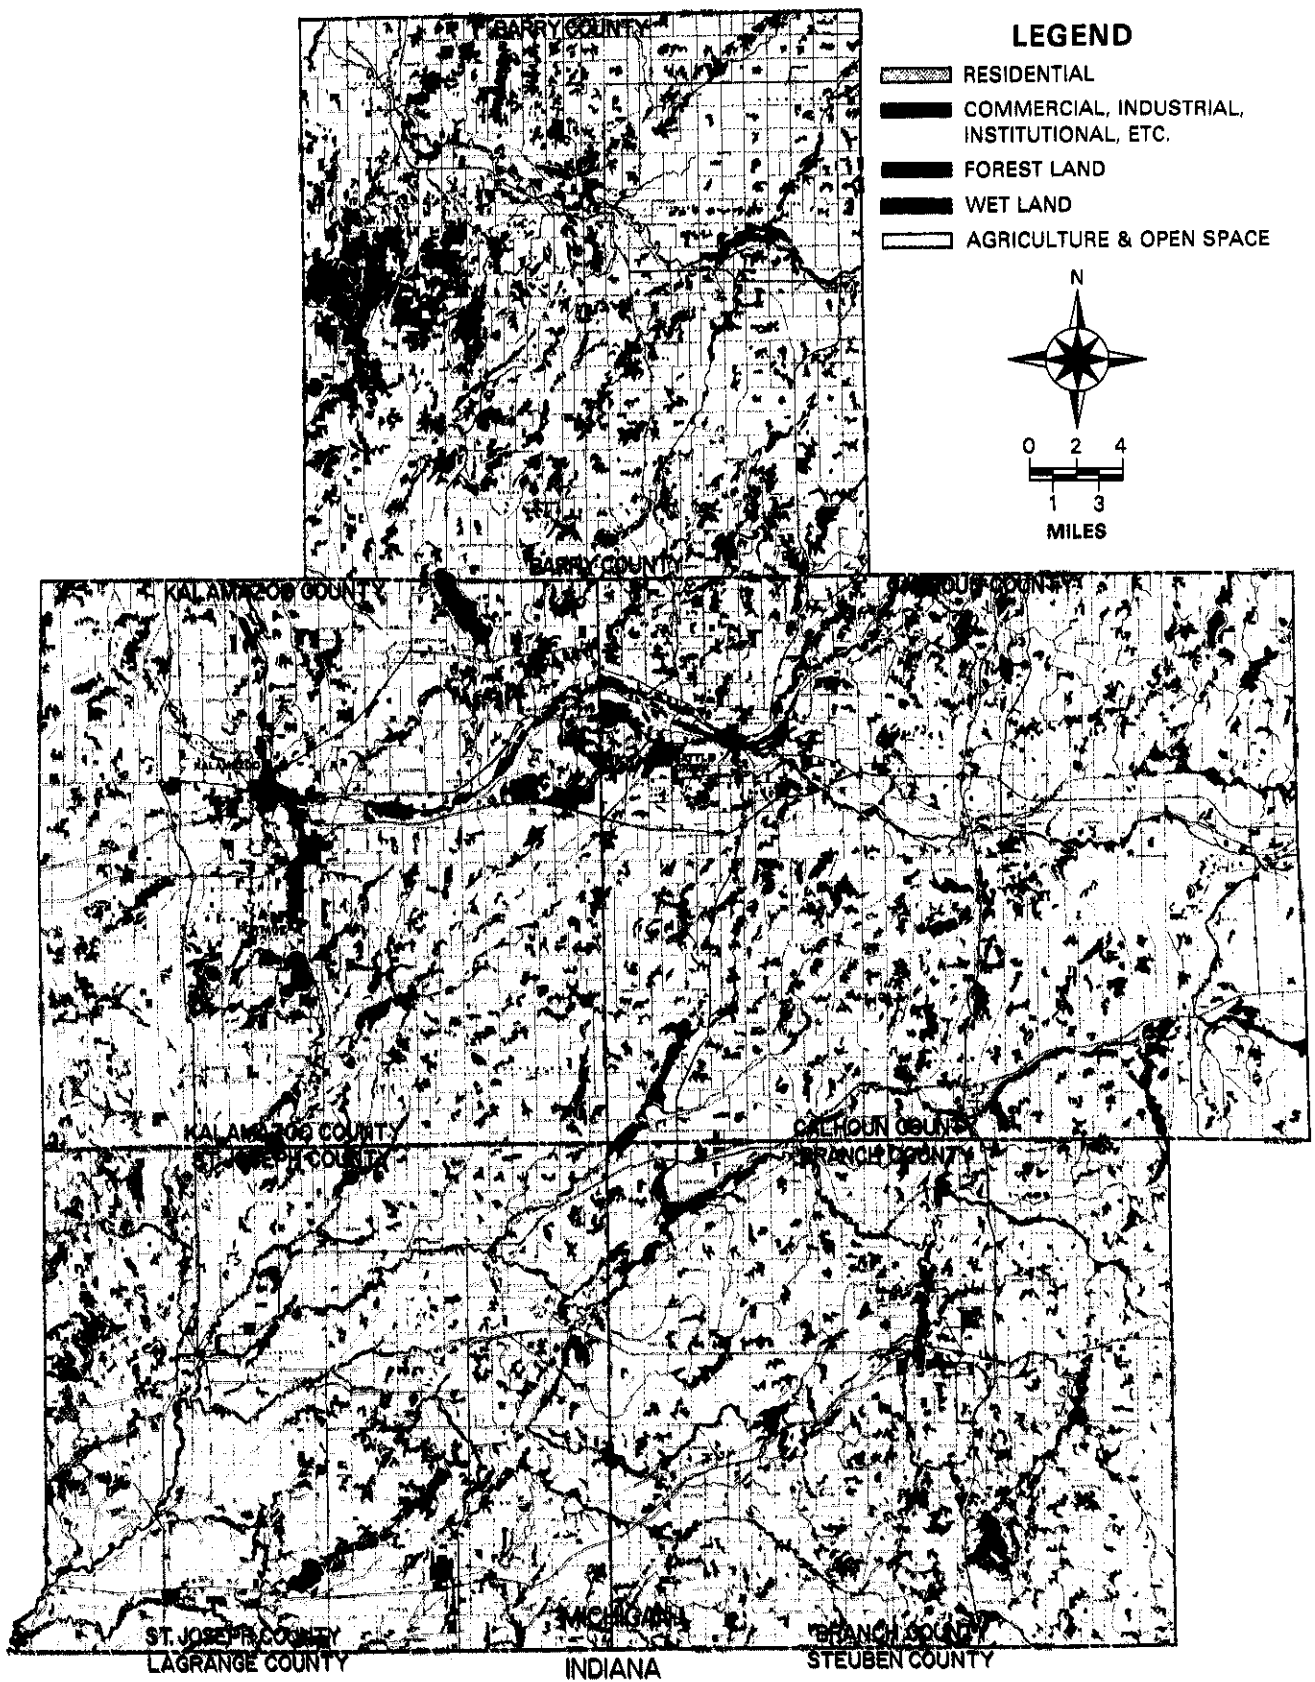 BARRY COUNTY
LEGEND
RESIDENTIAL
COMMERCIAL, INDUSTRIAL,
INSTITUTIONAL, ETC.
FOREST LAND
WET LAND
AGRICULTURE & OPEN SPACE
N
0 2 4
1 3
MILES
BARRY COUNTY
KALAMAZOO COUNTY
COUNTY
KALAMAZOO
KALAMAZOO COUNTY
CALHOUN COUNTY
ST. JOSEPH COUNTY
BRANCH COUNTY
MICHIGAN
ST. JOSEPH COUNTY
BRANCH COUNTY
LAGRANGE COUNTY
INDIANA
STEUBEN COUNTY